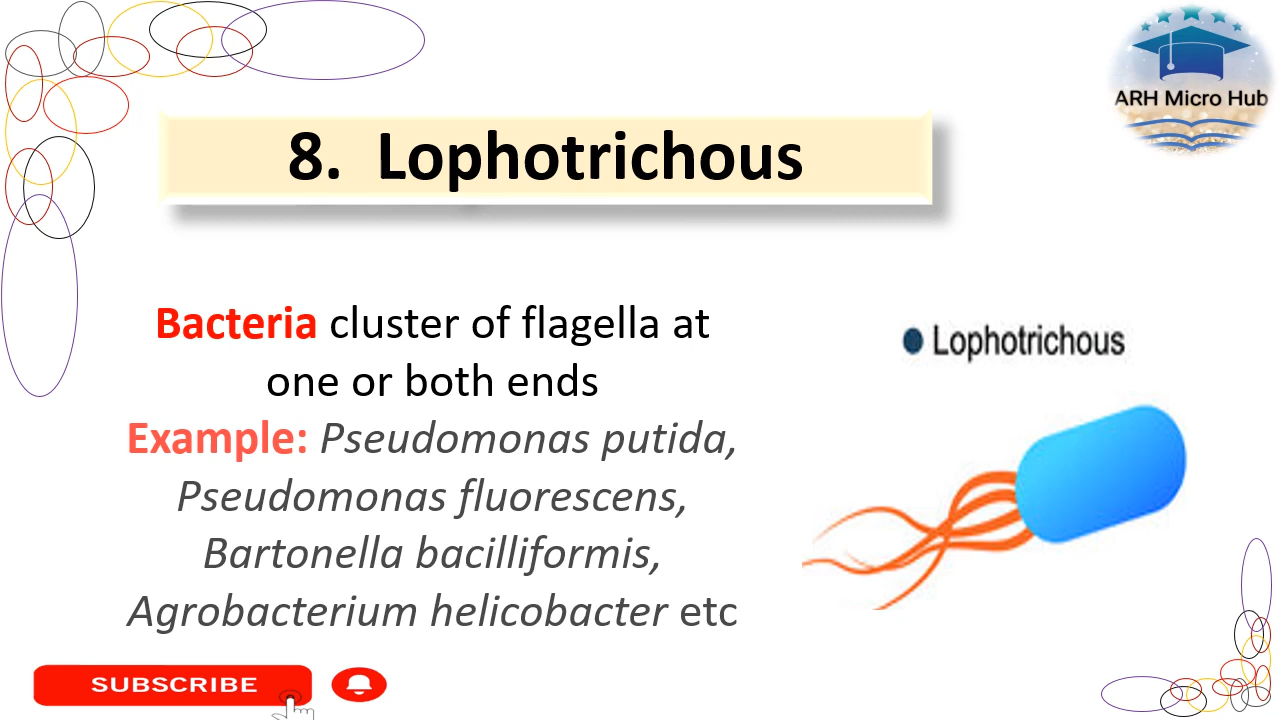 ARH Micro Hub
8. Lophotrichous
Bacteria cluster of flagella at
one or both ends
Example: Pseudomonas putida,
Pseudomonas fluorescens,
Bartonella bacilliformis,
Agrobacterium helicobacter etc
Lophotrichous
SUBSCRIBE